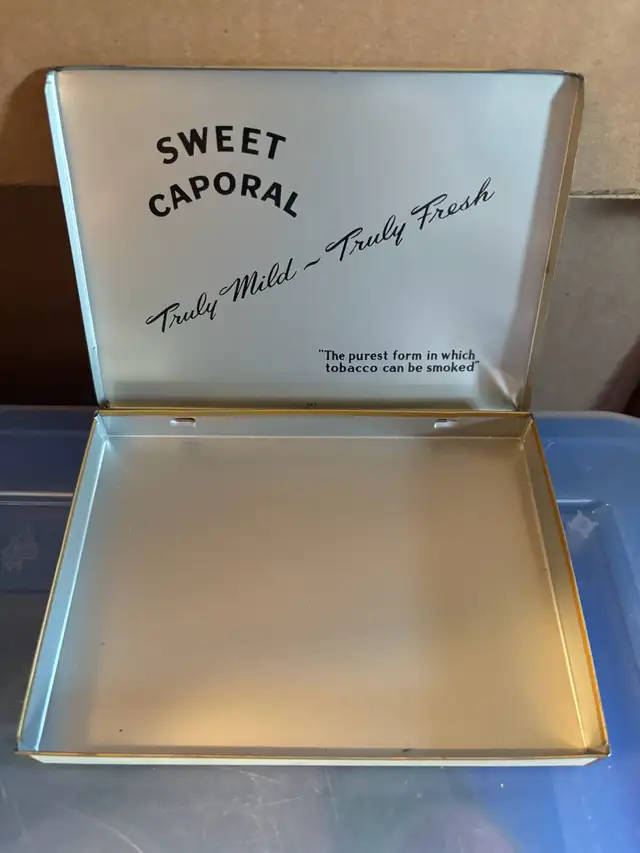 SWEET
CAPORAL
Truly Mild ~ Truly Fresh
"The purest form in which
tobacco can be smoked"